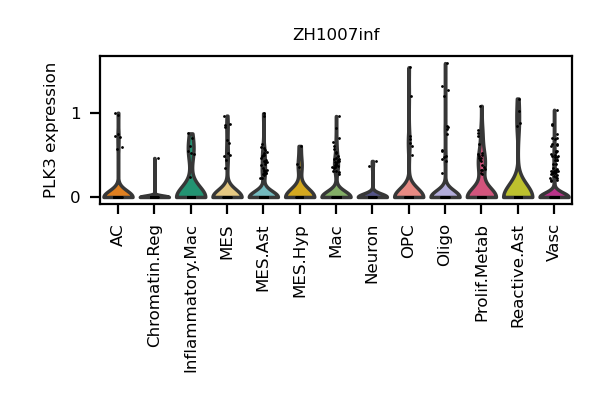 ZH1007inf
PLK3 expression
1
0
AC
Chromatin.Reg
Inflammatory.Mac
MES
MES.Ast
MES.Hyp
Mac
Neuron
OPC
Oligo
Prolif.Metab
Reactive.Ast
Vasc